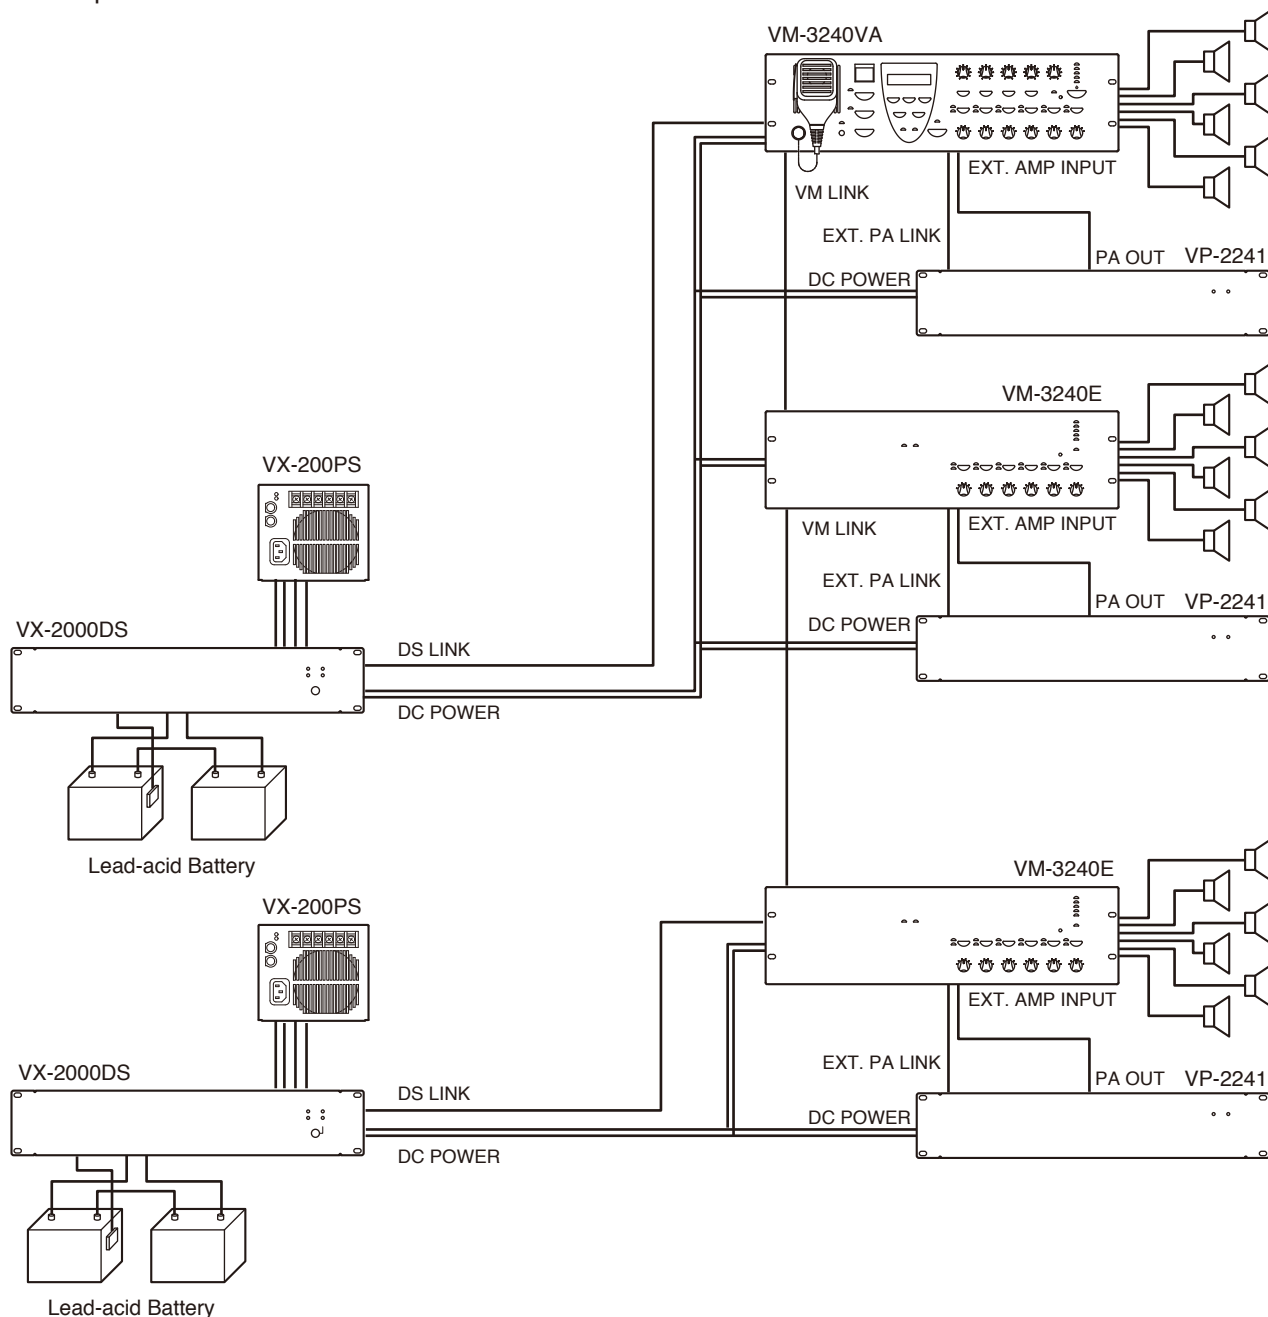 VM-3240VA
EXT. AMP INPUT
VM LINK
EXT. PA LINK
PA OUT
VP-2241
DC POWER
VM-3240E
VX-200PS
VM LINK
EXT. AMP INPUT
EXT. PA LINK
PA OUT
VP-2241
DC POWER
VX-2000DS
DS LINK
DC POWER
Lead-acid Battery
VM-3240E
VX-200PS
EXT. AMP INPUT
EXT. PA LINK
VX-2000DS
PA OUT
VP-2241
DS LINK
DC POWER
DC POWER
Lead-acid Battery